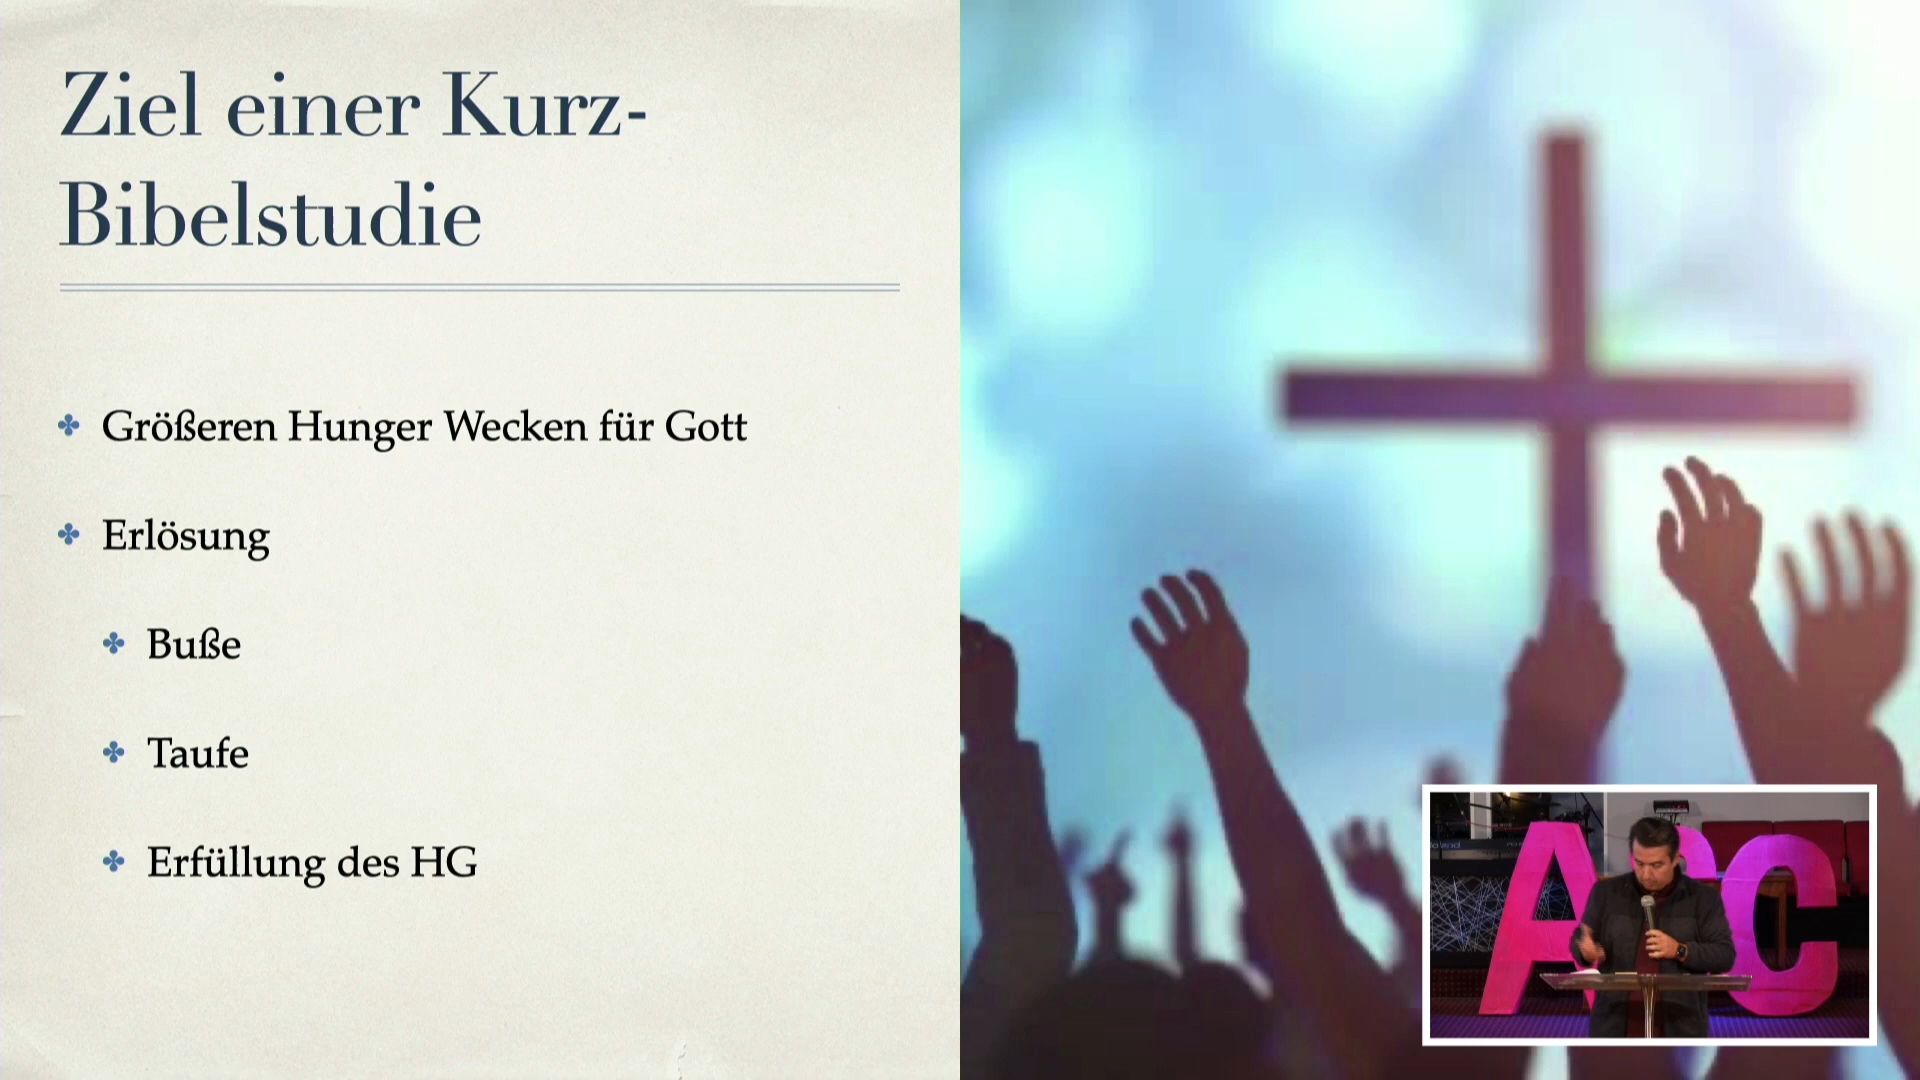 Ziel einer Kurz-
Bibelstudie
Größeren Hunger Wecken für Gott
Erlösung
Buße
Taufe
Erfüllung des HG
A C